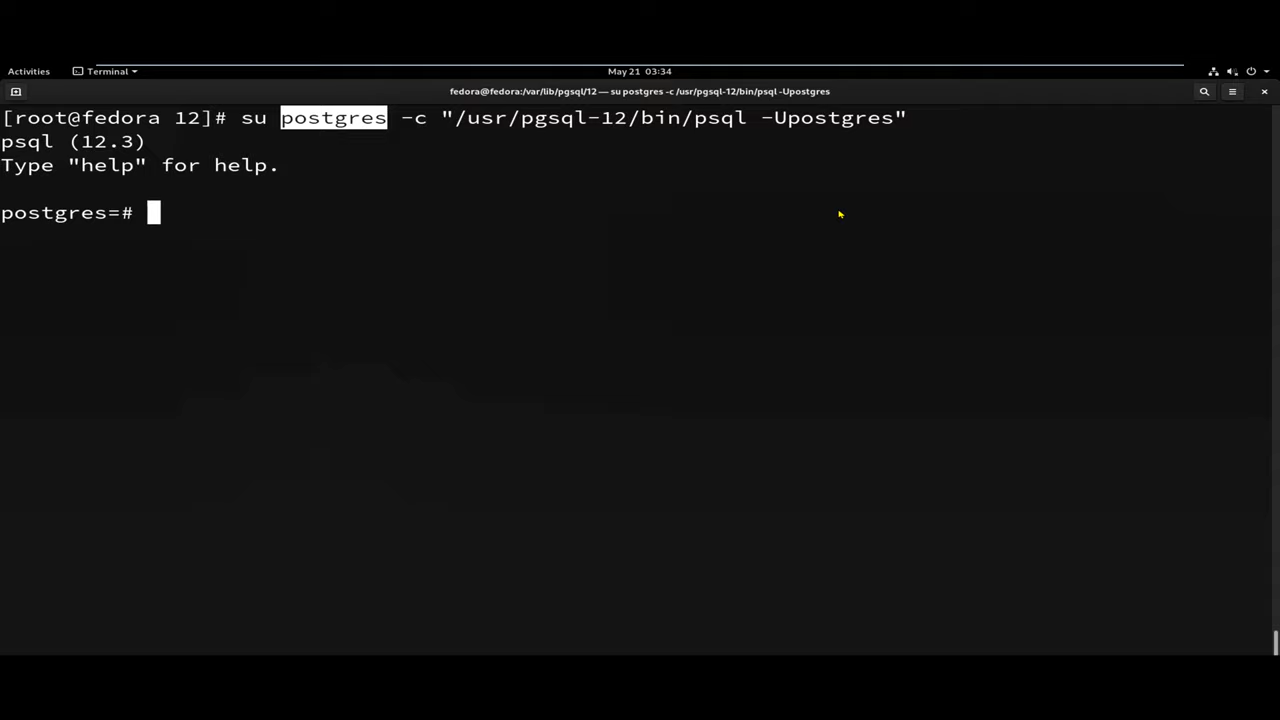 Activities Terminal May 21 03:34
fedora@fedora:/var/lib/pgsql/12 — su postgres -c /usr/pgsql-12/bin/psql -Upostgres
[root@fedora 12]# su postgres -c "/usr/pgsql-12/bin/psql -Upostgres"
psql (12.3)
Type "help" for help.
postgres=#